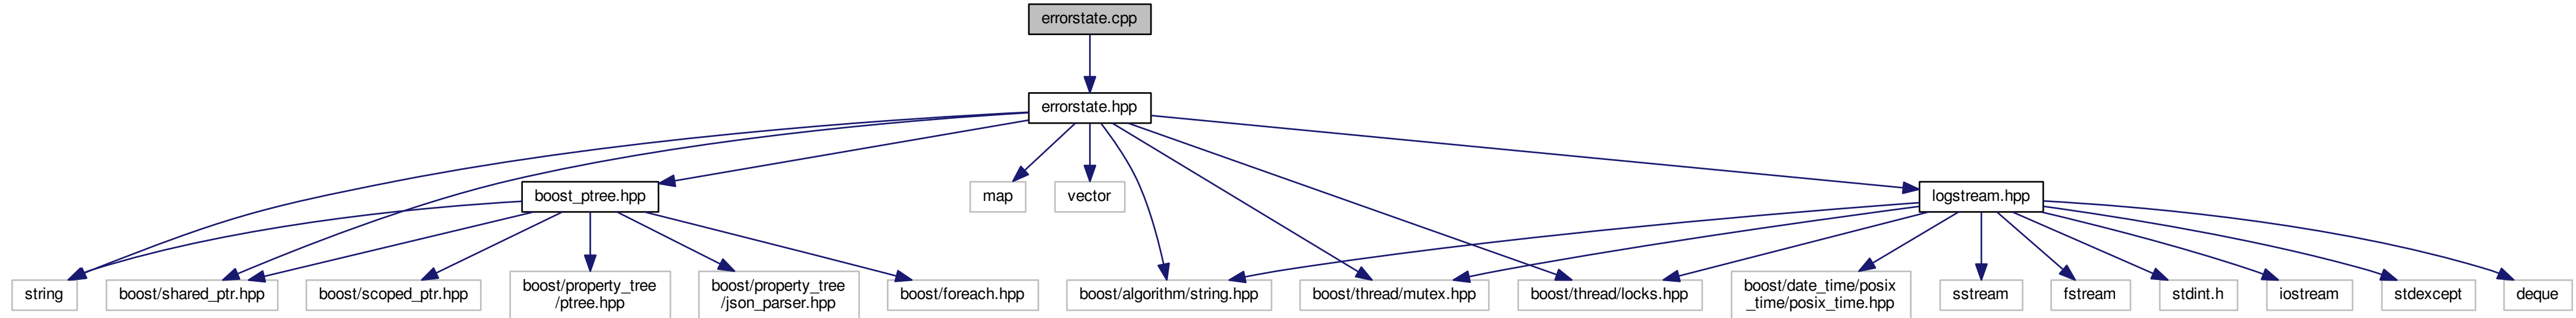 errorstate.cpp
errorstate.hpp
boost_ptree.hpp
map
vector
logstream.hpp
string
boost/shared_ptr.hpp
boost/scoped_ptr.hpp
boost/property_tree
/ptree.hpp
boost/property_tree
/json_parser.hpp
boost/foreach.hpp
boost/algorithm/string.hpp
boost/thread/mutex.hpp
boost/thread/locks.hpp
boost/date_time/posix
_time/posix_time.hpp
sstream
fstream
stdint.h
iostream
stdexcept
deque